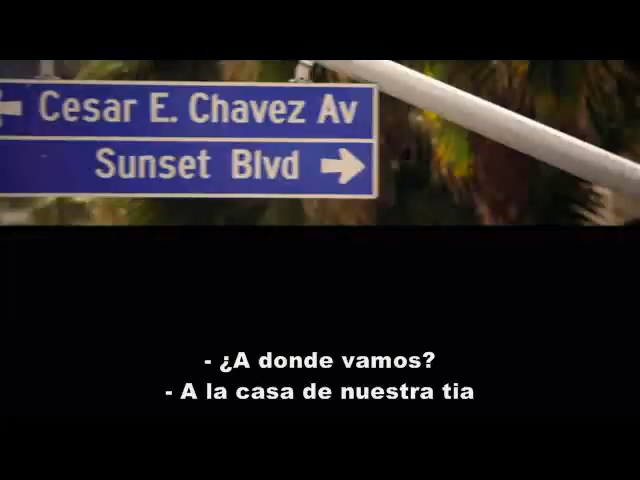 Cesar E. Chavez Av
Sunset Blvd
- ¿A donde vamos?
- A la casa de nuestra tia